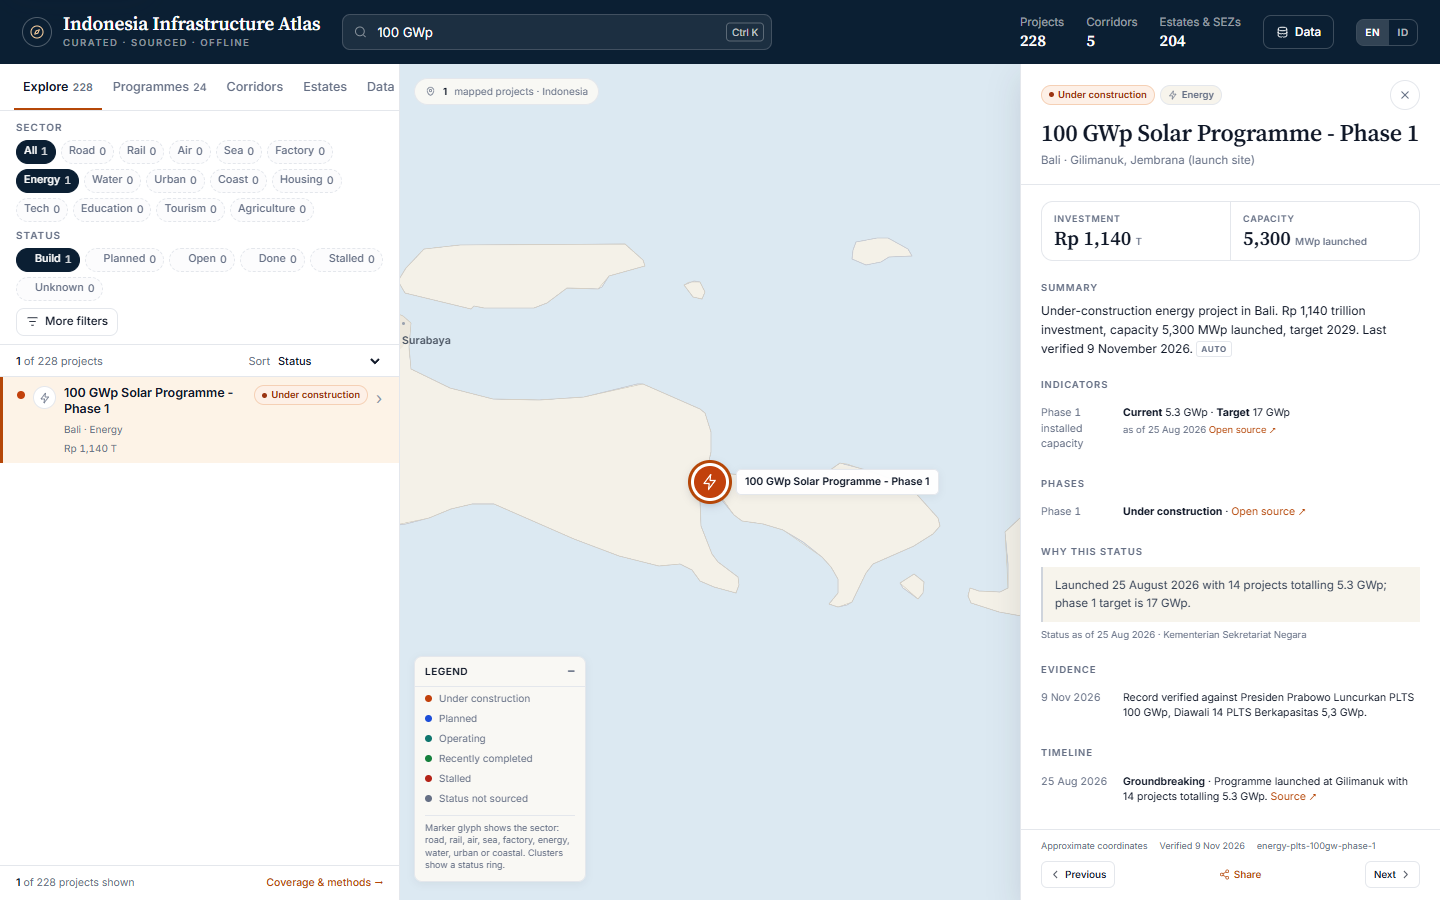 Indonesia Infrastructure Atlas
CURATED · SOURCED · OFFLINE
100 GWp
Ctrl K
Projects
228
Corridors
5
Estates & SEZs
204
Data
EN
ID
Explore 228
Programmes 24
Corridors
Estates
Data
SECTOR
All 1
Road 0
Rail 0
Air 0
Sea 0
Factory 0
Energy 1
Water 0
Urban 0
Coast 0
Housing 0
Tech 0
Education 0
Tourism 0
Agriculture 0
STATUS
Build 1
Planned 0
Open 0
Done 0
Stalled 0
Unknown 0
More filters
1 of 228 projects
Sort Status
100 GWp Solar Programme -
Phase 1
Under construction
Bali · Energy
Rp 1,140 T
1 of 228 projects shown
Coverage & methods →
1 mapped projects · Indonesia
Surabaya
100 GWp Solar Programme - Phase 1
LEGEND
Under construction
Planned
Operating
Recently completed
Stalled
Status not sourced
Marker glyph shows the sector:
road, rail, air, sea, factory, energy,
water, urban or coastal. Clusters
show a status ring.
Under construction
Energy
100 GWp Solar Programme - Phase 1
Bali · Gilimanuk, Jembrana (launch site)
INVESTMENT
Rp 1,140 T
CAPACITY
5,300 MWp launched
SUMMARY
Under-construction energy project in Bali. Rp 1,140 trillion
investment, capacity 5,300 MWp launched, target 2029. Last
verified 9 November 2026. AUTO
INDICATORS
Phase 1
installed
capacity
Current 5.3 GWp · Target 17 GWp
as of 25 Aug 2026 Open source ↗
PHASES
Phase 1
Under construction · Open source ↗
WHY THIS STATUS
Launched 25 August 2026 with 14 projects totalling 5.3 GWp;
phase 1 target is 17 GWp.
Status as of 25 Aug 2026 · Kementerian Sekretariat Negara
EVIDENCE
9 Nov 2026
Record verified against Presiden Prabowo Luncurkan PLTS
100 GWp, Diawali 14 PLTS Berkapasitas 5,3 GWp.
TIMELINE
25 Aug 2026
Groundbreaking · Programme launched at Gilimanuk with
14 projects totalling 5.3 GWp. Source ↗
Approximate coordinates
Verified 9 Nov 2026
energy-plts-100gw-phase-1
Previous
Share
Next